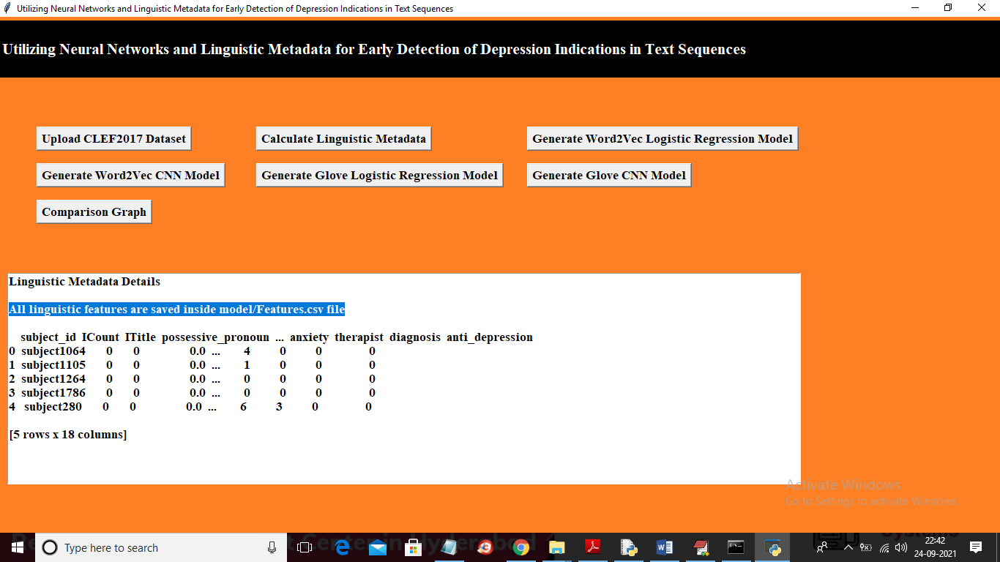 Utilizing Neural Networks and Linguistic Metadata for Early Detection of Depression Indications in Text Sequences
Utilizing Neural Networks and Linguistic Metadata for Early Detection of Depression Indications in Text Sequences
Upload CLEF2017 Dataset Calculate Linguistic Metadata Generate Word2Vec Logistic Regression Model
Generate Word2Vec CNN Model Generate Glove Logistic Regression Model Generate Glove CNN Model
Comparison Graph
Linguistic Metadata Details
All linguistic features are saved inside model/Features.csv file
subject_id ICount ITitle possessive_pronoun ... anxiety therapist diagnosis anti_depression
0 subject1064 0 0 0.0 ... 4 0 0 0
1 subject1105 0 0 0.0 ... 1 0 0 0
2 subject1264 0 0 0.0 ... 0 0 0 0
3 subject1786 0 0 0.0 ... 0 0 0 0
4 subject280 0 0 0.0 ... 6 3 0 0
[5 rows x 18 columns]
Activate Windows
Go to Settings to activate Windows.
Type here to search
22:42
24-09-2021